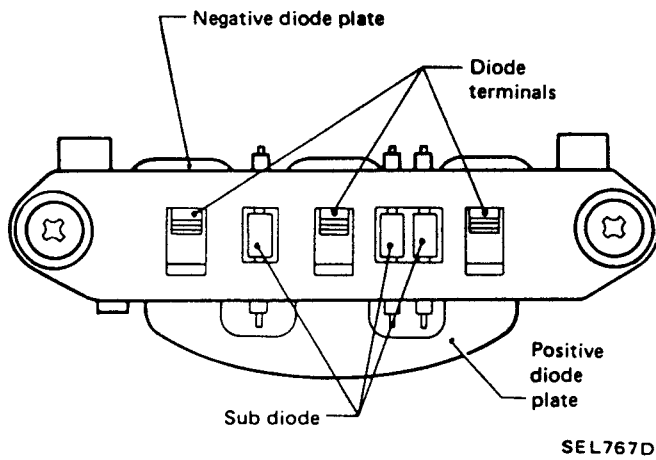 Negative diode plate
Diode
terminals
Positive
diode
plate
Sub diode
SEL767D